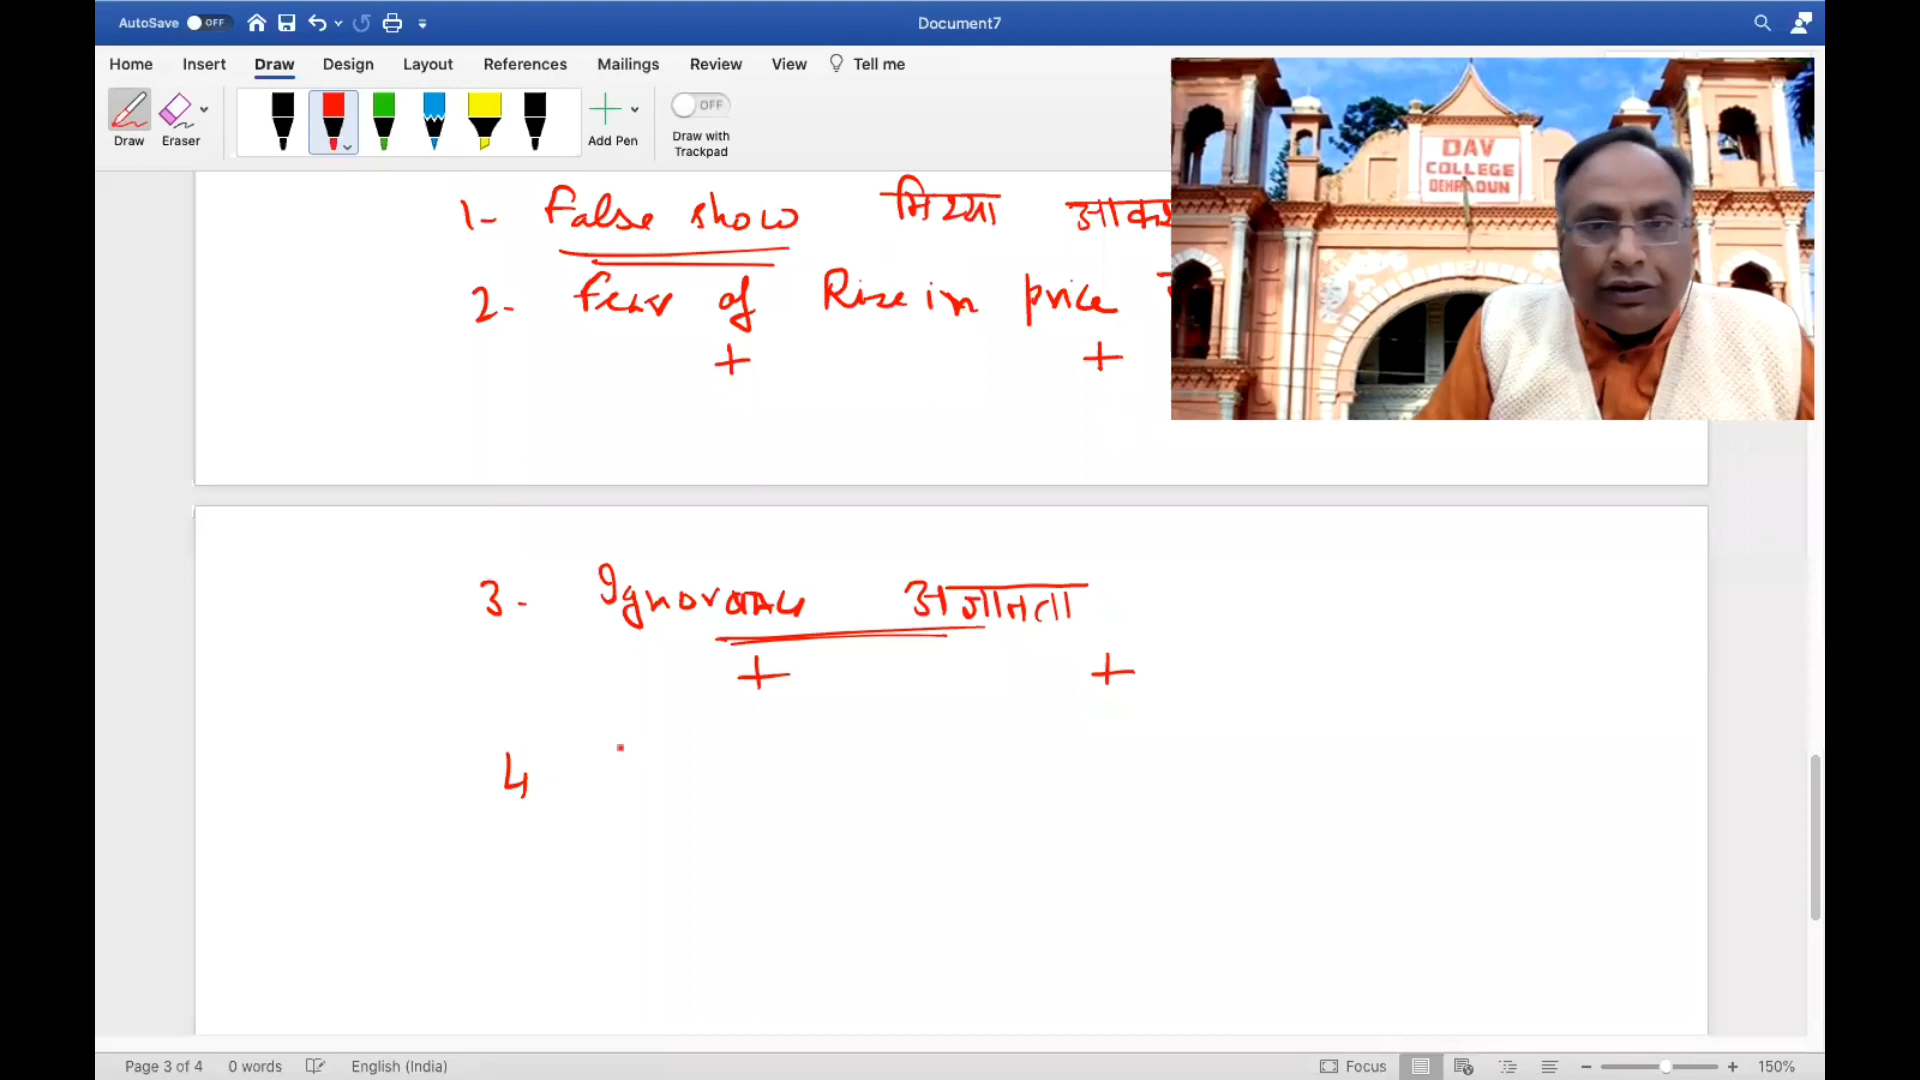 AutoSave OFF Document7
Home Insert Draw Design Layout References Mailings Review View Tell me
OFF
Draw Eraser Add Pen Draw with
Trackpad
DAV
COLLEGE
DEHRADUN
1- False show मिथ्या
2- fear of Rise in price
+ +
3- Ignorance अज्ञानता
+ +
4
Page 3 of 4 0 words English (India) Focus 150%